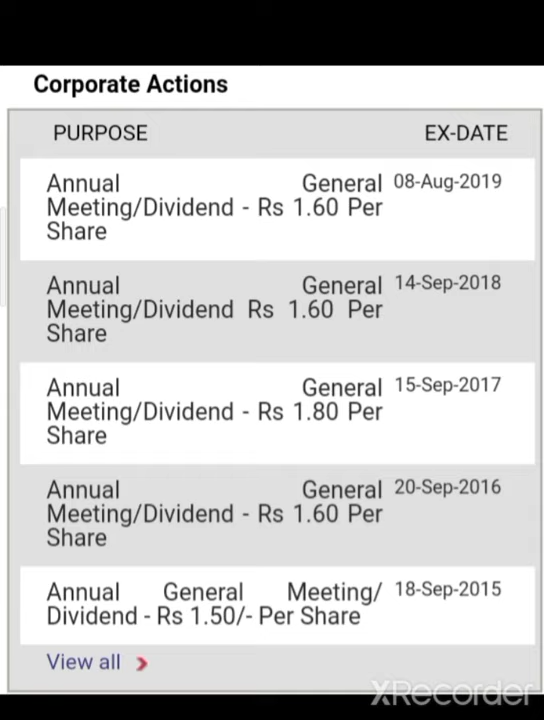 Corporate Actions
PURPOSE EX-DATE
Annual General 08-Aug-2019
Meeting/Dividend - Rs 1.60 Per
Share
Annual General 14-Sep-2018
Meeting/Dividend Rs 1.60 Per
Share
Annual General 15-Sep-2017
Meeting/Dividend - Rs 1.80 Per
Share
Annual General 20-Sep-2016
Meeting/Dividend - Rs 1.60 Per
Share
Annual General Meeting/ 18-Sep-2015
Dividend - Rs 1.50/- Per Share
View all
XRecorder